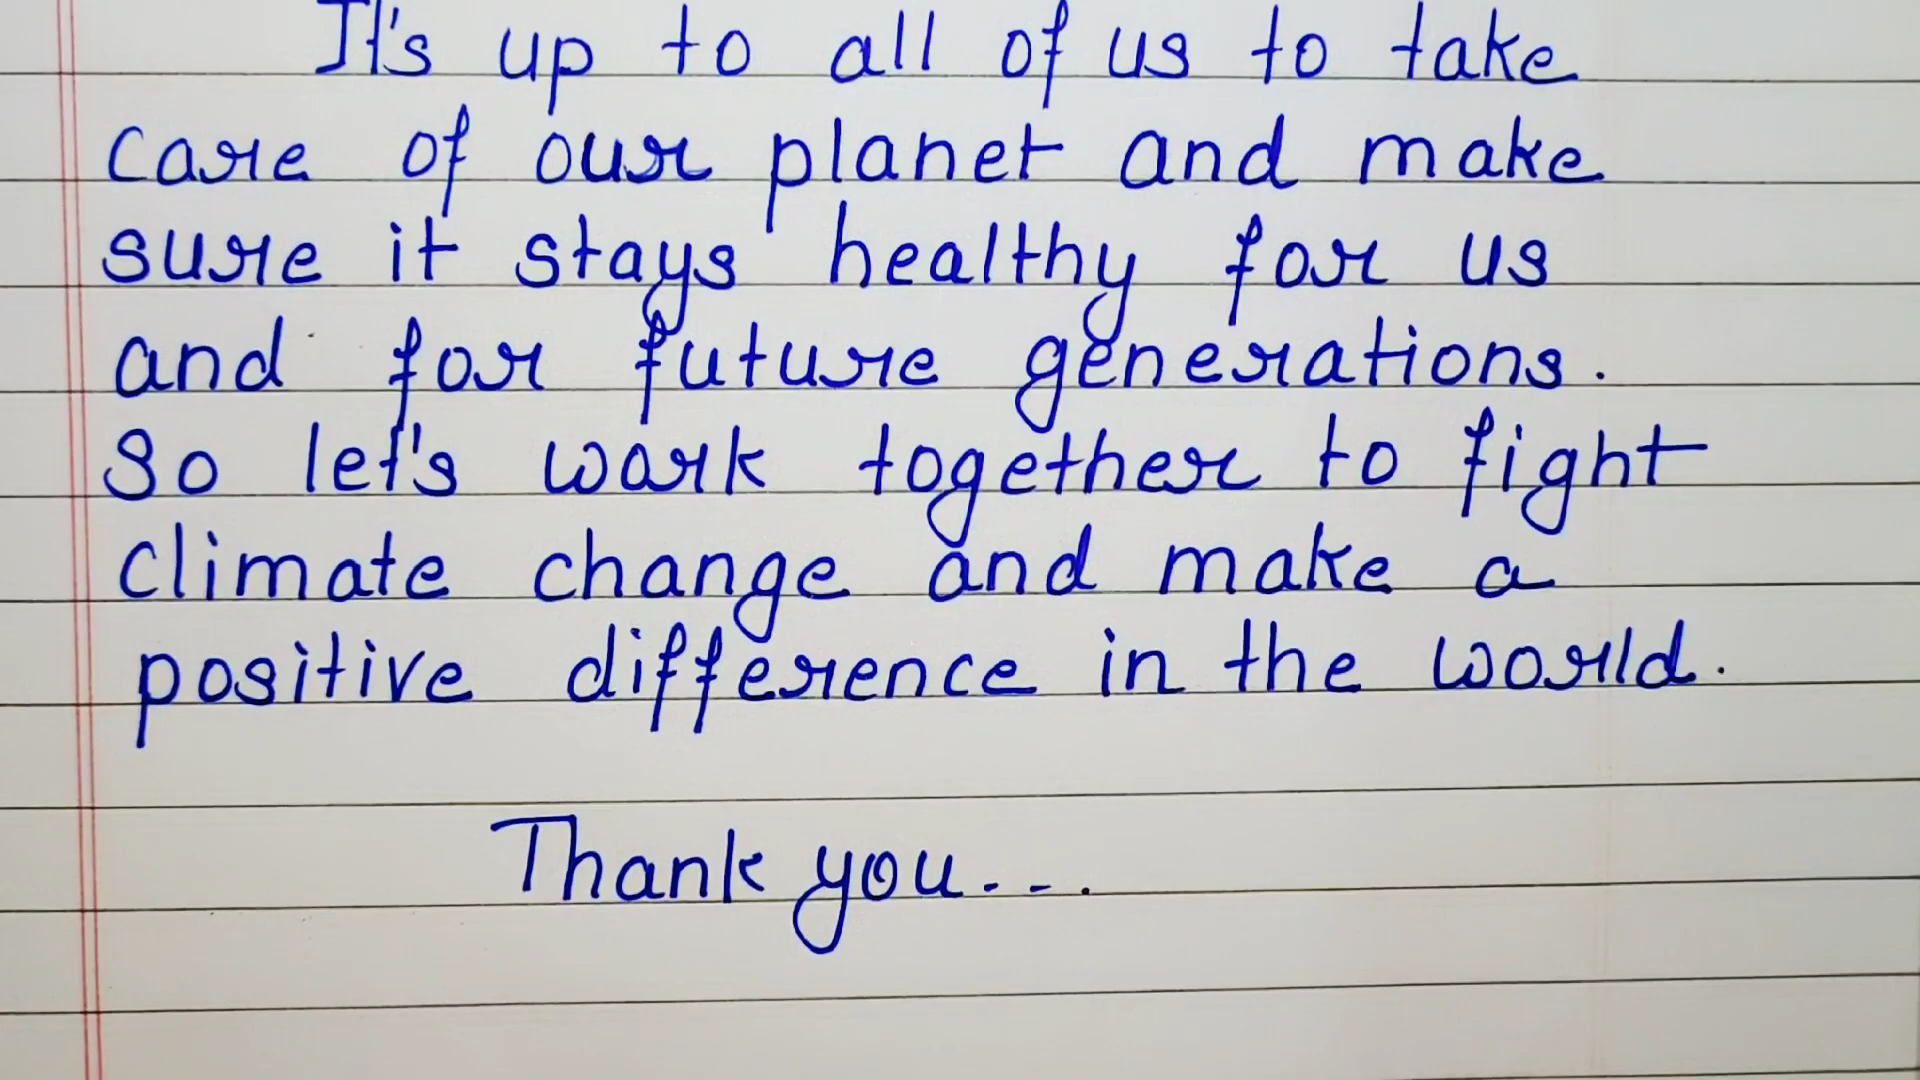 It's up to all of us to take
care of our planet and make
sure it stays healthy for us
and for future generations.
So let's work together to fight
climate change and make a
positive difference in the world.
Thank you...